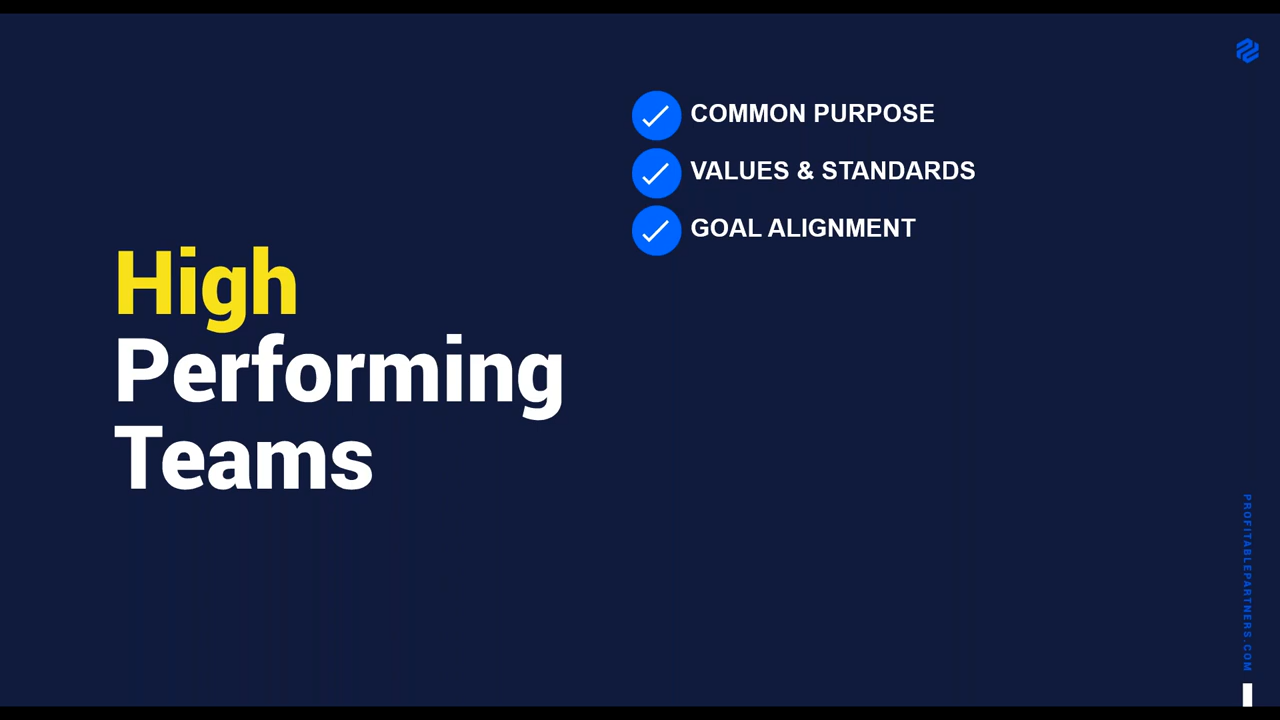 High
Performing
Teams
COMMON PURPOSE
VALUES & STANDARDS
GOAL ALIGNMENT
PROFITABLEPARTNERS.COM